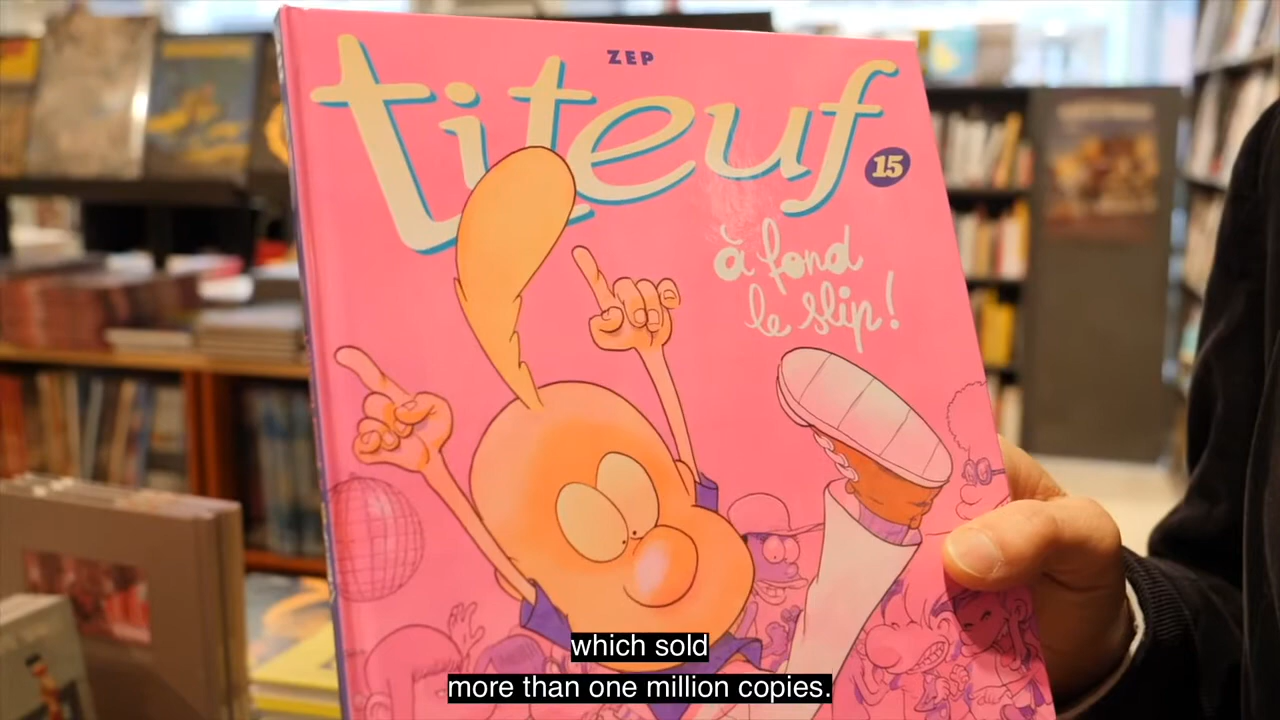 ZEP
titeuf
15
à fond
le slip!
which sold
more than one million copies.